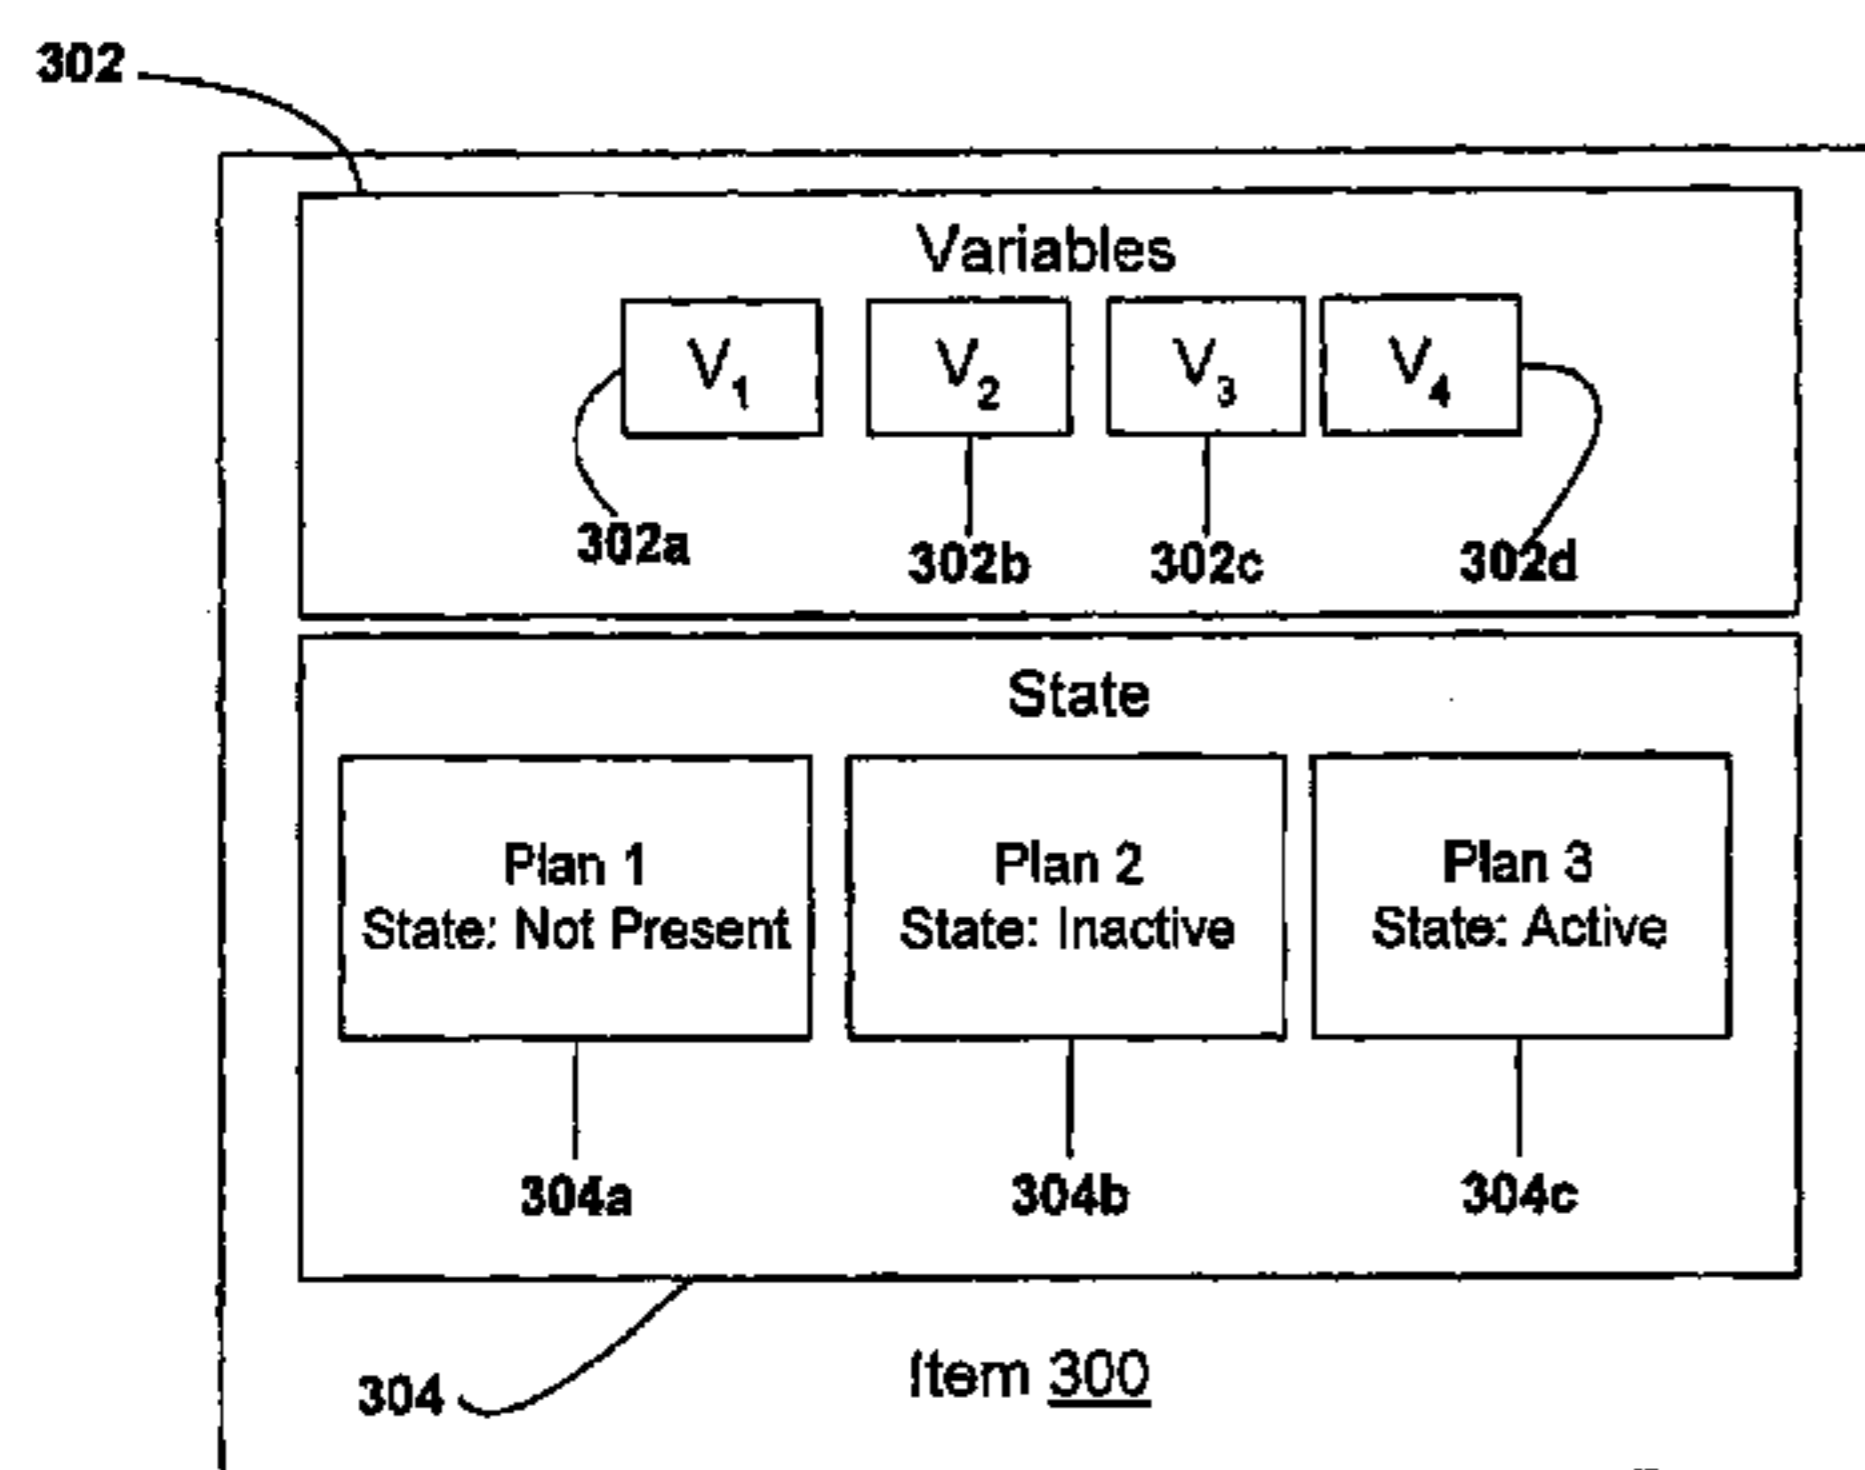 302
Variables
V1 V2 V3 V4
302a 302b 302c 302d
State
Plan 1
State: Not Present
Plan 2
State: Inactive
Plan 3
State: Active
304a 304b 304c
304
Item 300